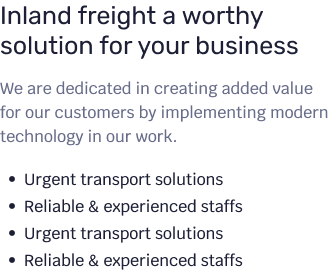 Inland freight a worthy
solution for your business
We are dedicated in creating added value
for our customers by implementing modern
technology in our work.
• Urgent transport solutions
• Reliable & experienced staffs
• Urgent transport solutions
• Reliable & experienced staffs